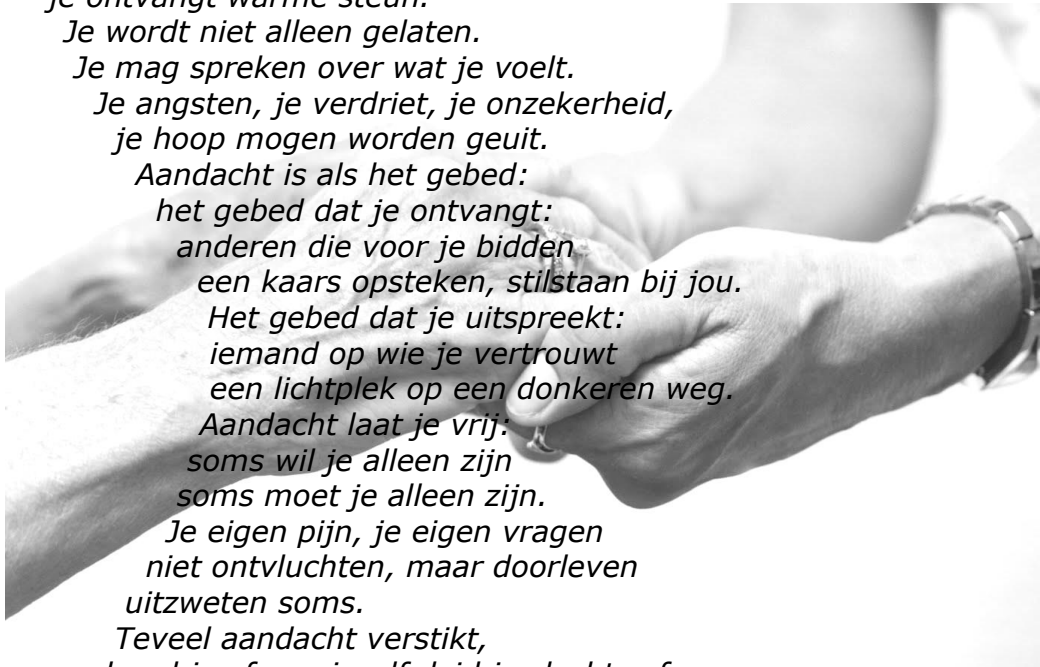 je ontvangt warme steun.
Je wordt niet alleen gelaten.
Je mag spreken over wat je voelt.
Je angsten, je verdriet, je onzekerheid,
je hoop mogen worden geuit.
Aandacht is als het gebed:
het gebed dat je ontvangt:
anderen die voor je bidden
een kaars opsteken, stilstaan bij jou.
Het gebed dat je uitspreekt:
iemand op wie je vertrouwt
een lichtplek op een donkeren weg.
Aandacht laat je vrij:
soms wil je alleen zijn
soms moet je alleen zijn.
Je eigen pijn, je eigen vragen
niet ontvluchten, maar doorleven
uitzweten soms.
Teveel aandacht verstikt,